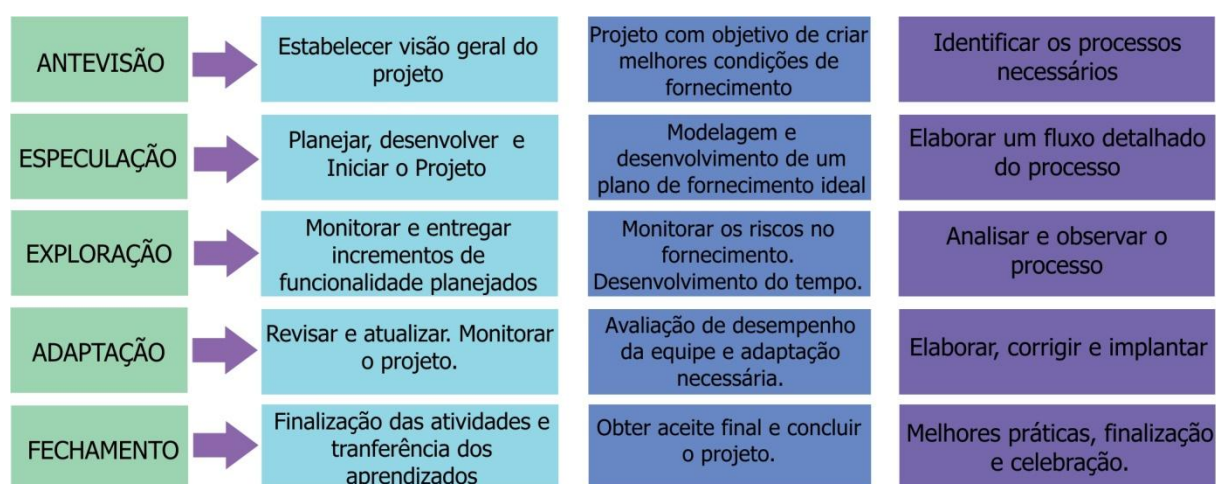 ANTEVISÃO
Estabelecer visão geral do
projeto
Projeto com objetivo de criar
melhores condições de
fornecimento
Identificar os processos
necessários
ESPECULAÇÃO
Planejar, desenvolver e
Iniciar o Projeto
Modelagem e
desenvolvimento de um
plano de fornecimento ideal
Elaborar um fluxo detalhado
do processo
EXPLORAÇÃO
Monitorar e entregar
incrementos de
funcionalidade planejados
Monitorar os riscos no
fornecimento.
Desenvolvimento do tempo.
Analisar e observar o
processo
ADAPTAÇÃO
Revisar e atualizar. Monitorar
o projeto.
Avaliação de desempenho
da equipe e adaptação
necessária.
Elaborar, corrigir e implantar
FECHAMENTO
Finalização das atividades e
tranferência dos
aprendizados
Obter aceite final e concluir
o projeto.
Melhores práticas, finalização
e celebração.